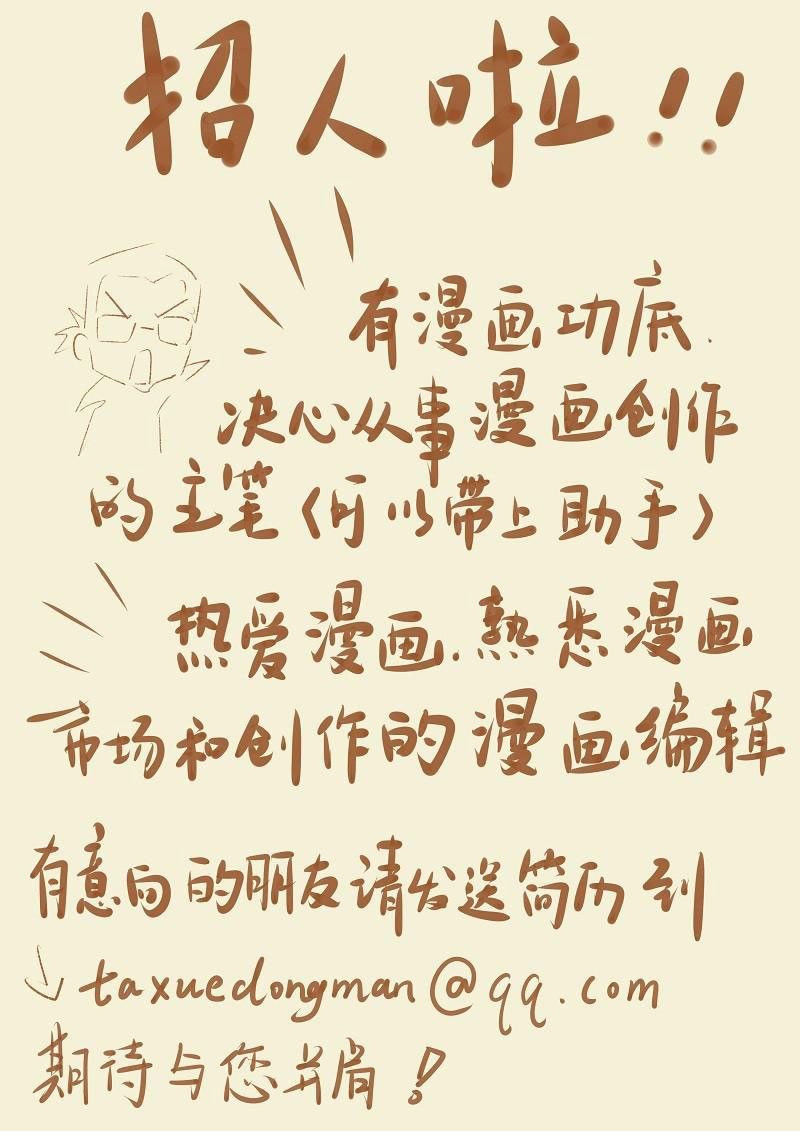 招人啦!!
有漫画功底.
决心从事漫画创作
的主笔(可以带上助手)
热爱漫画.熟悉漫画
市场和创作的漫画编辑
有意向的朋友请发送简历到
↓taxuedongman@qq.com
期待与您并肩!